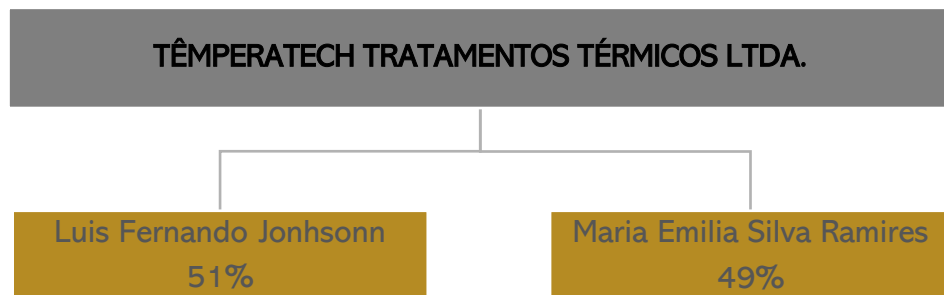 TÊMPERATECH TRATAMENTOS TÉRMICOS LTDA.
Luis Fernando Jonhsonn
51%
Maria Emilia Silva Ramires
49%